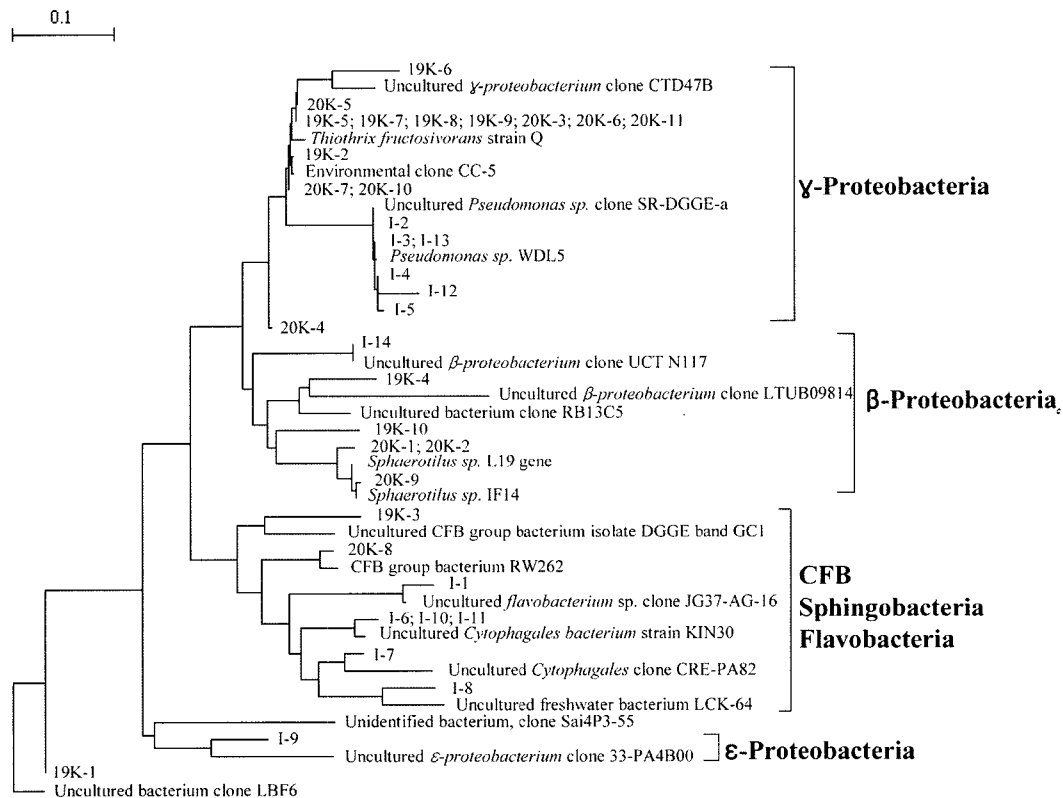 0.1
19K-6
Uncultured ɣ-proteobacterium clone CTD47B
20K-5
19K-5; 19K-7; 19K-8; 19K-9; 20K-3; 20K-6; 20K-11
Thiothrix fructosivorans strain Q
19K-2
Environmental clone CC-5
20K-7; 20K-10
Uncultured Pseudomonas sp. clone SR-DGGE-a
I-2
I-3; I-13
Pseudomonas sp. WDL5
I-4
I-12
I-5
20K-4
ɣ-Proteobacteria
I-14
Uncultured β-proteobacterium clone UCT N117
19K-4
Uncultured β-proteobacterium clone LTUB09814
Uncultured bacterium clone RB13C5
19K-10
20K-1; 20K-2
Sphaerotilus sp. L19 gene
20K-9
Sphaerotilus sp. IF14
β-Proteobacteria
19K-3
Uncultured CFB group bacterium isolate DGGE band GC1
20K-8
CFB group bacterium RW262
I-1
Uncultured flavobacterium sp. clone JG37-AG-16
I-6; I-10; I-11
Uncultured Cytophagales bacterium strain KIN30
I-7
Uncultured Cytophagales clone CRE-PA82
I-8
Uncultured freshwater bacterium LCK-64
CFB
Sphingobacteria
Flavobacteria
Unidentified bacterium, clone Sai4P3-55
I-9
Uncultured ε-proteobacterium clone 33-PA4B00
ε-Proteobacteria
19K-1
Uncultured bacterium clone LBF6